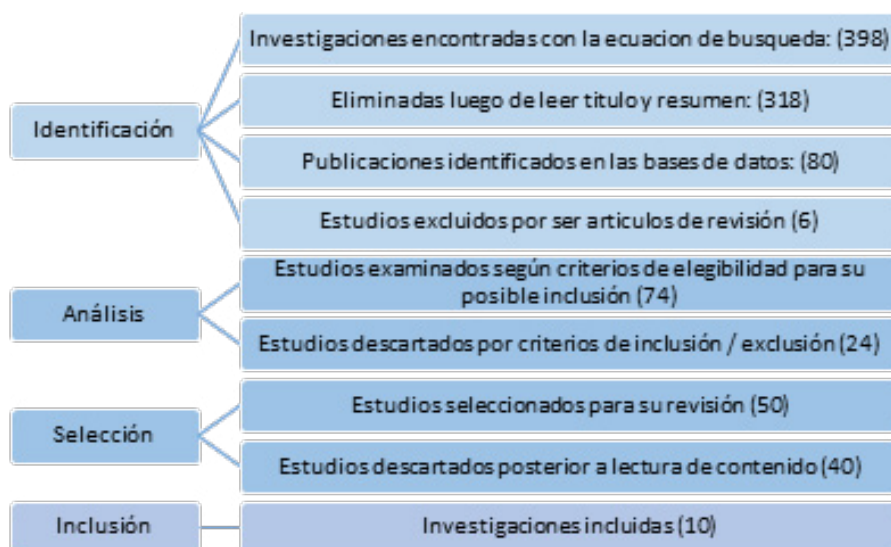 Identificación
Investigaciones encontradas con la ecuacion de busqueda: (398)
Eliminadas luego de leer titulo y resumen: (318)
Publicaciones identificados en las bases de datos: (80)
Estudios excluidos por ser articulos de revisión (6)
Análisis
Estudios examinados según criterios de elegibilidad para su
posible inclusión (74)
Estudios descartados por criterios de inclusión / exclusión (24)
Selección
Estudios seleccionados para su revisión (50)
Estudios descartados posterior a lectura de contenido (40)
Inclusión
Investigaciones incluidas (10)